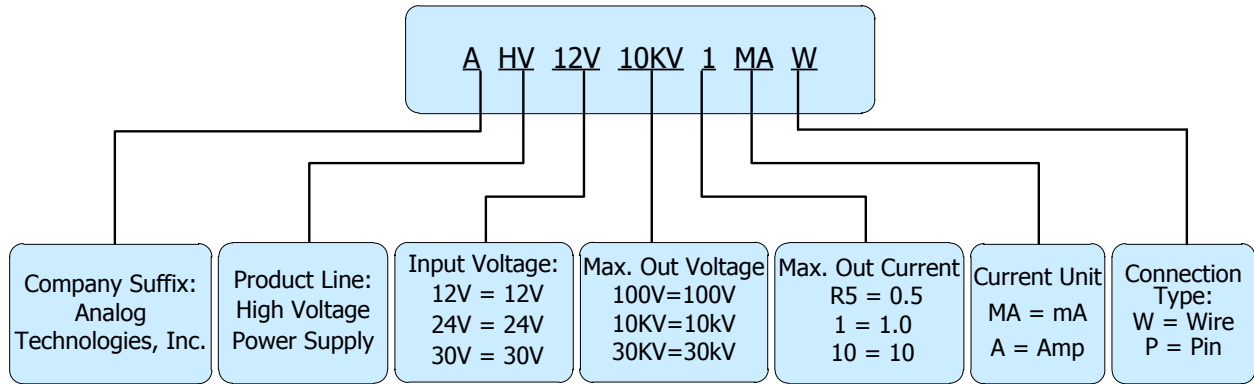 A HV 12V 10KV 1 MA W
Company Suffix:
Analog
Technologies, Inc.
Product Line:
High Voltage
Power Supply
Input Voltage:
12V = 12V
24V = 24V
30V = 30V
Max. Out Voltage
100V=100V
10KV=10kV
30KV=30kV
Max. Out Current
R5 = 0.5
1 = 1.0
10 = 10
Current Unit
MA = mA
A = Amp
Connection
Type:
W = Wire
P = Pin